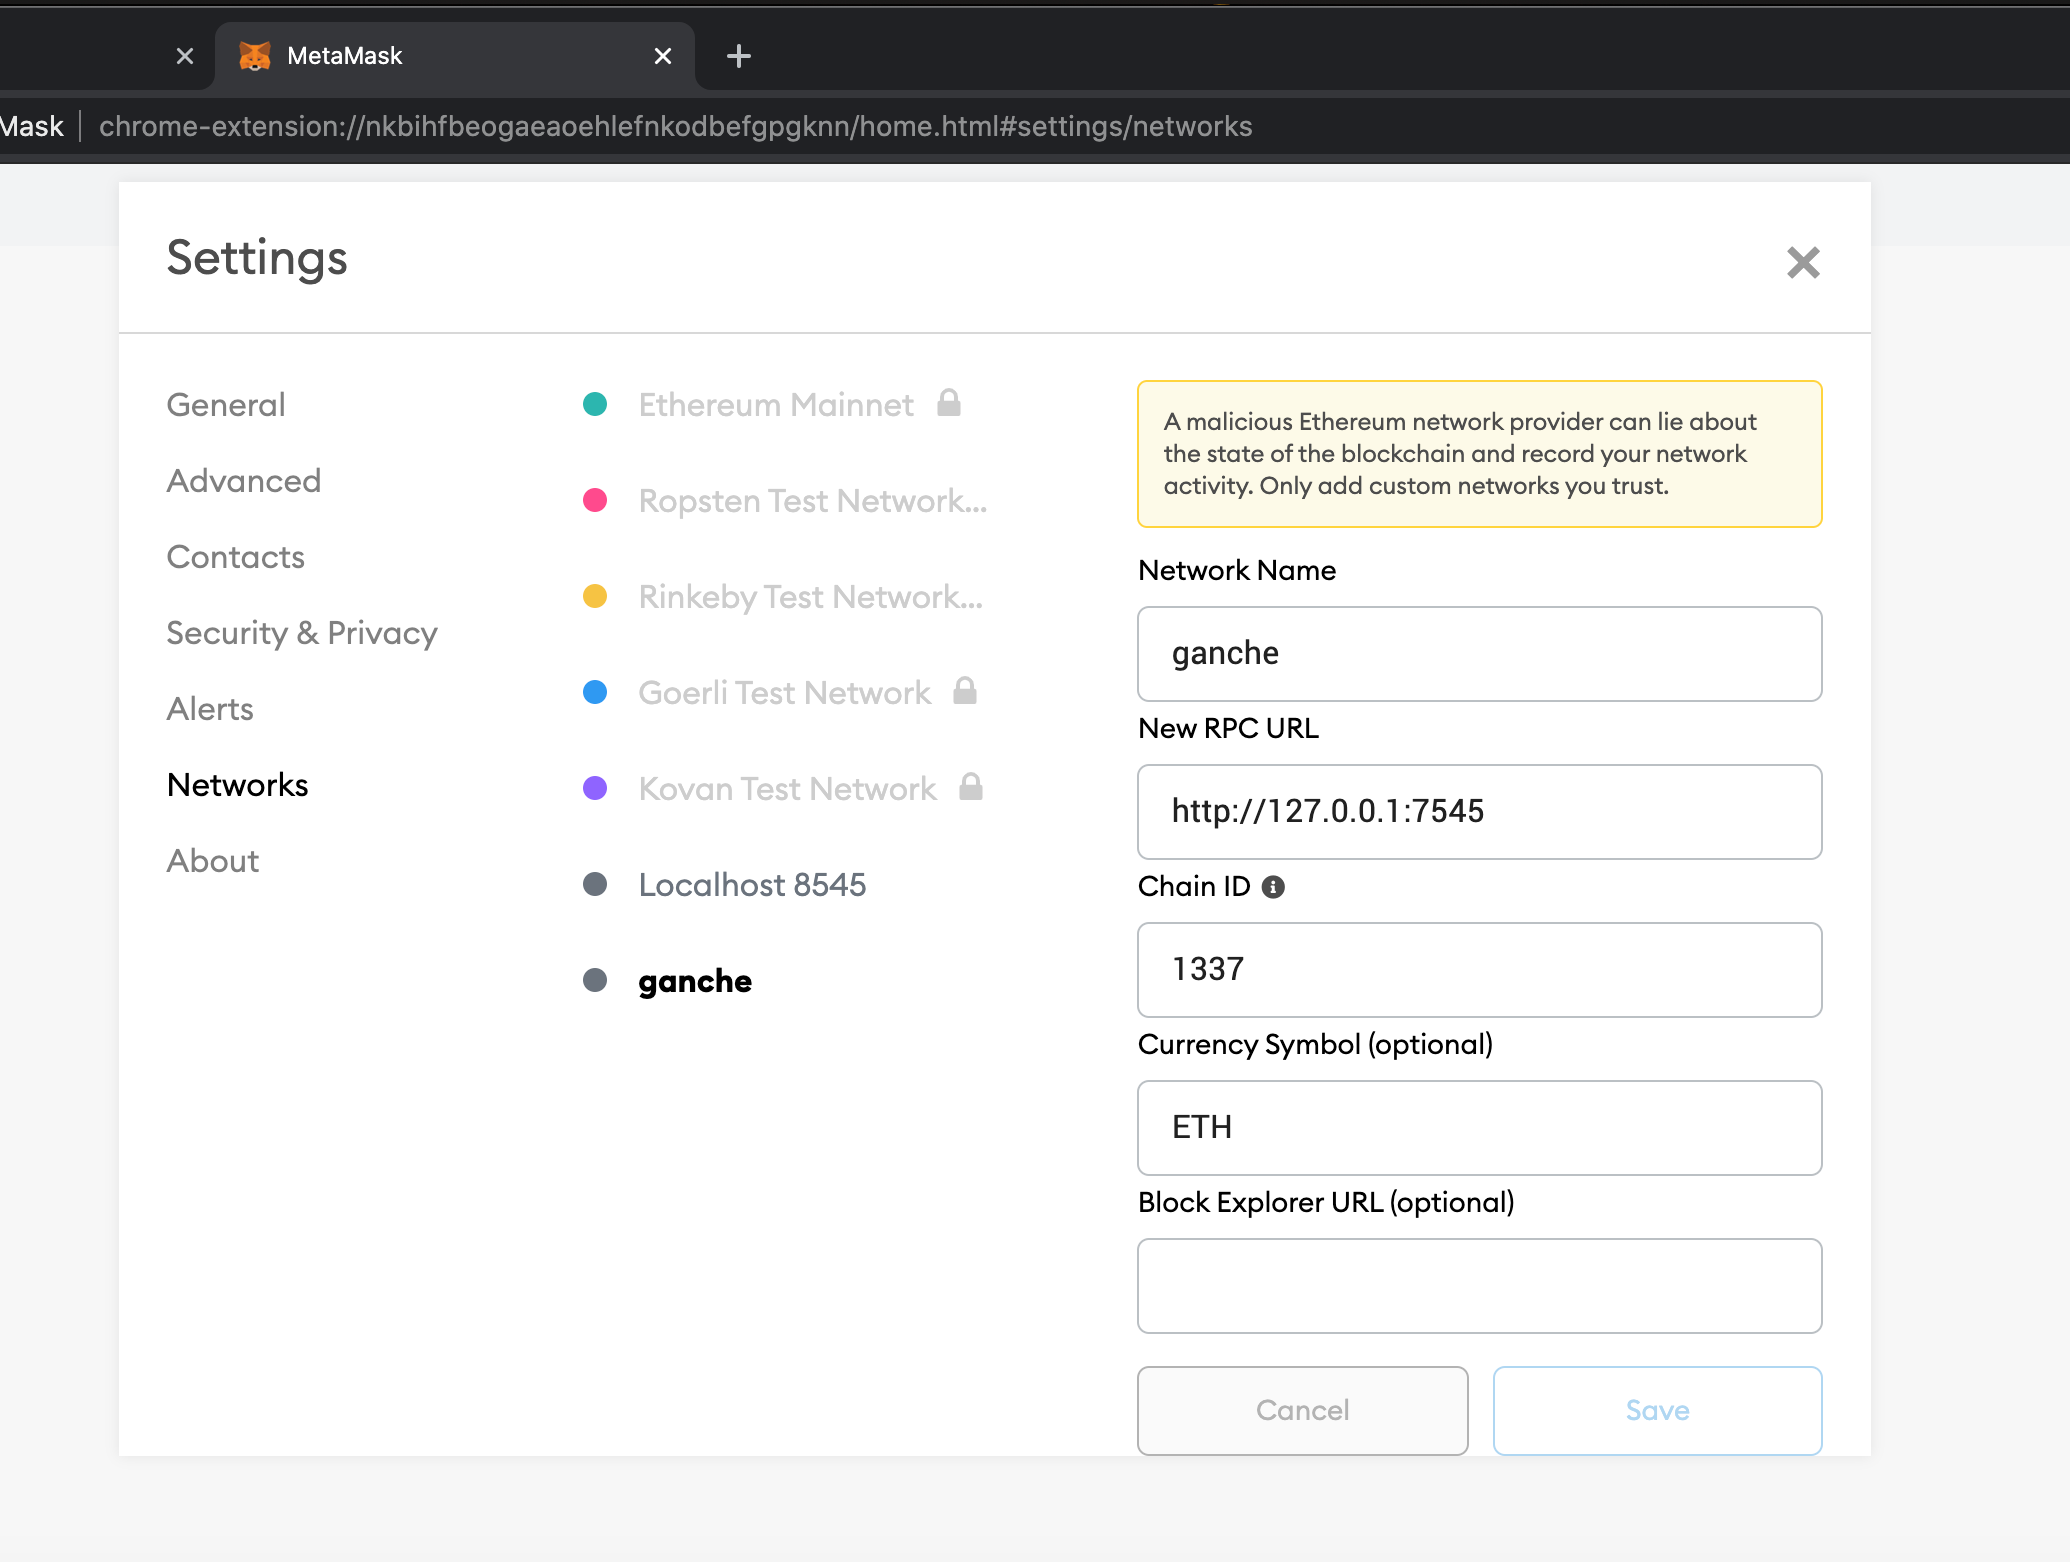 MetaMask
Mask
chrome-extension://nkbihfbeogaeaoehlefnkodbefgpgknn/home.html#settings/networks
Settings
General
Advanced
Contacts
Security & Privacy
Alerts
Networks
About
Ethereum Mainnet
Ropsten Test Network...
Rinkeby Test Network...
Goerli Test Network
Kovan Test Network
Localhost 8545
ganche
A malicious Ethereum network provider can lie about
the state of the blockchain and record your network
activity. Only add custom networks you trust.
Network Name
ganche
New RPC URL
http://127.0.0.1:7545
Chain ID
1337
Currency Symbol (optional)
ETH
Block Explorer URL (optional)
Cancel
Save